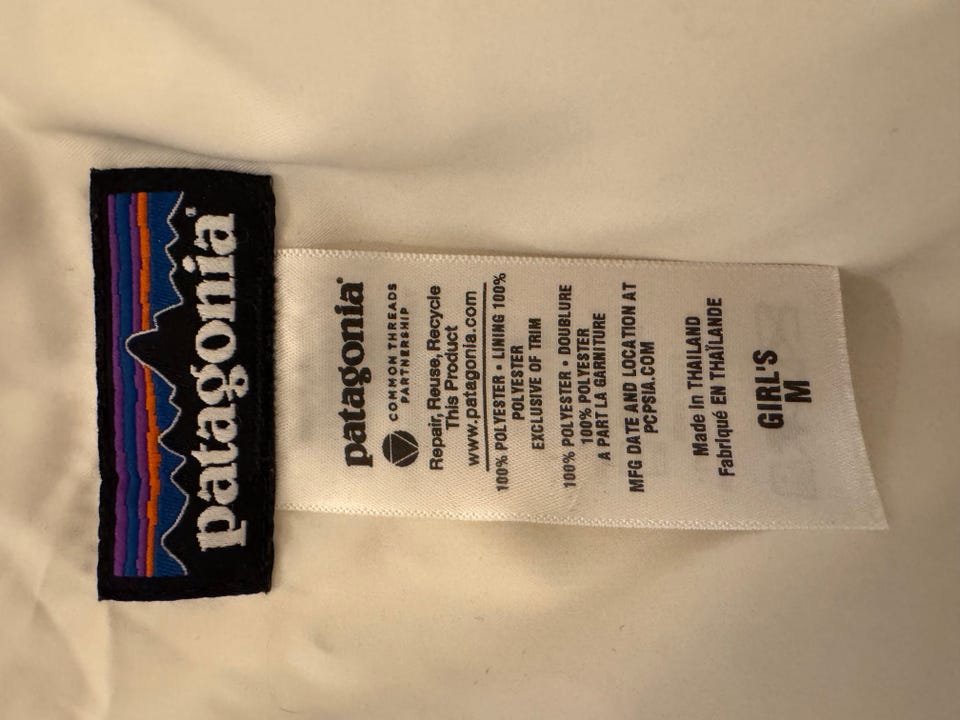 patagonia
patagonia
COMMON THREADS
PARTNERSHIP
Repair, Reuse, Recycle
This Product
www.patagonia.com
100% POLYESTER • LINING 100%
POLYESTER
EXCLUSIVE OF TRIM
100% POLYESTER • DOUBLURE
100% POLYESTER
A PART LA GARNITURE
MFG DATE AND LOCATION AT
PCPSIA.COM
Made in THAILAND
Fabriqué EN THAÏLANDE
GIRL'S
M